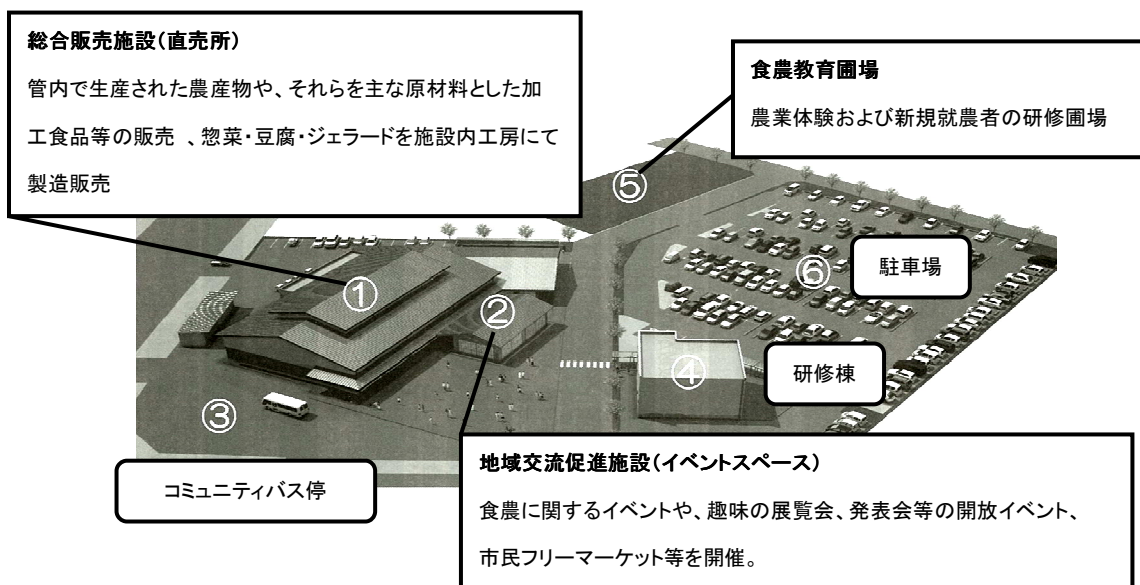 総合販売施設(直売所)
管内で生産された農産物や、それらを主な原材料とした加
工食品等の販売 、惣菜・豆腐・ジェラードを施設内工房にて
製造販売
食農教育圃場
農業体験および新規就農者の研修圃場
⑤
⑥
駐車場
①
②
④
研修棟
③
コミュニティバス停
地域交流促進施設(イベントスペース)
食農に関するイベントや、趣味の展覧会、発表会等の開放イベント、
市民フリーマーケット等を開催。